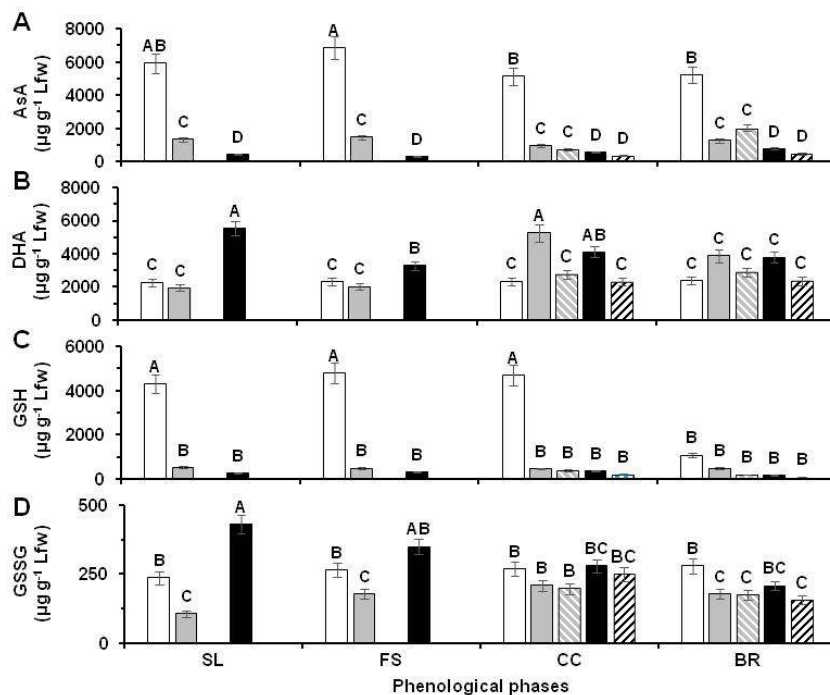 A
AsA
(µg g⁻¹ Lfw)
8000
6000
4000
2000
0
AB C D
A C D
B C C D D
B C C D D
B
DHA
(µg g⁻¹ Lfw)
8000
6000
4000
2000
0
C C A
C C B
C A C AB C
C C C C C
C
GSH
(µg g⁻¹ Lfw)
6000
4000
2000
0
A B B
A B B
A B B B B
B B B B B
D
GSSG
(µg g⁻¹ Lfw)
500
250
0
B C A
B C AB
B B B BC BC
B C C BC C
SL FS CC BR
Phenological phases